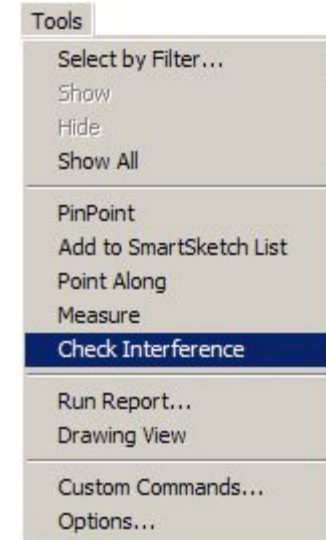 Tools
Select by Filter...
Show
Hide
Show All
PinPoint
Add to SmartSketch List
Point Along
Measure
Check Interference
Run Report...
Drawing View
Custom Commands...
Options...